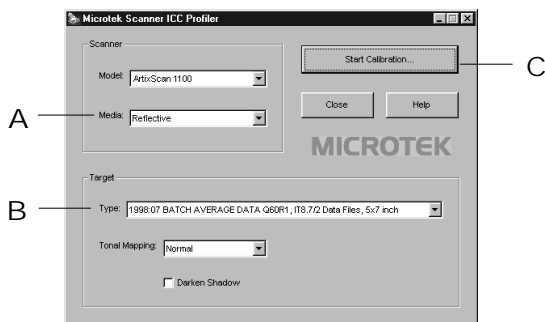 Microtek Scanner ICC Profiler
Scanner
Model: ArtixScan 1100
Media: Reflective
Start Calibration...
Close Help
MICROTEK
Target
Type: 1998:07 BATCH AVERAGE DATA Q60R1, IT8.7/2 Data Files, 5x7 inch
Tonal Mapping: Normal
Darken Shadow
A
B
C